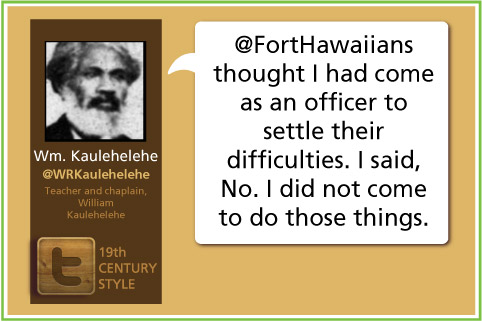 Wm. Kaulehelehe
@WRKaulehelehe
Teacher and chaplain,
William
Kaulehelehe
t
19th
CENTURY
STYLE
@FortHawaiians
thought I had come
as an officer to
settle their
difficulties. I said,
No. I did not come
to do those things.